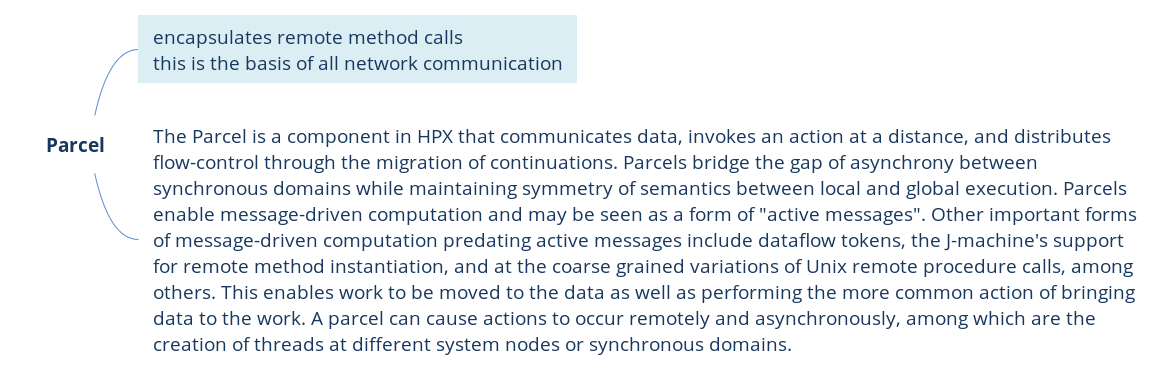 encapsulates remote method calls
this is the basis of all network communication
Parcel
The Parcel is a component in HPX that communicates data, invokes an action at a distance, and distributes
flow-control through the migration of continuations. Parcels bridge the gap of asynchrony between
synchronous domains while maintaining symmetry of semantics between local and global execution. Parcels
enable message-driven computation and may be seen as a form of "active messages". Other important forms
of message-driven computation predating active messages include dataflow tokens, the J-machine's support
for remote method instantiation, and at the coarse grained variations of Unix remote procedure calls, among
others. This enables work to be moved to the data as well as performing the more common action of bringing
data to the work. A parcel can cause actions to occur remotely and asynchronously, among which are the
creation of threads at different system nodes or synchronous domains.